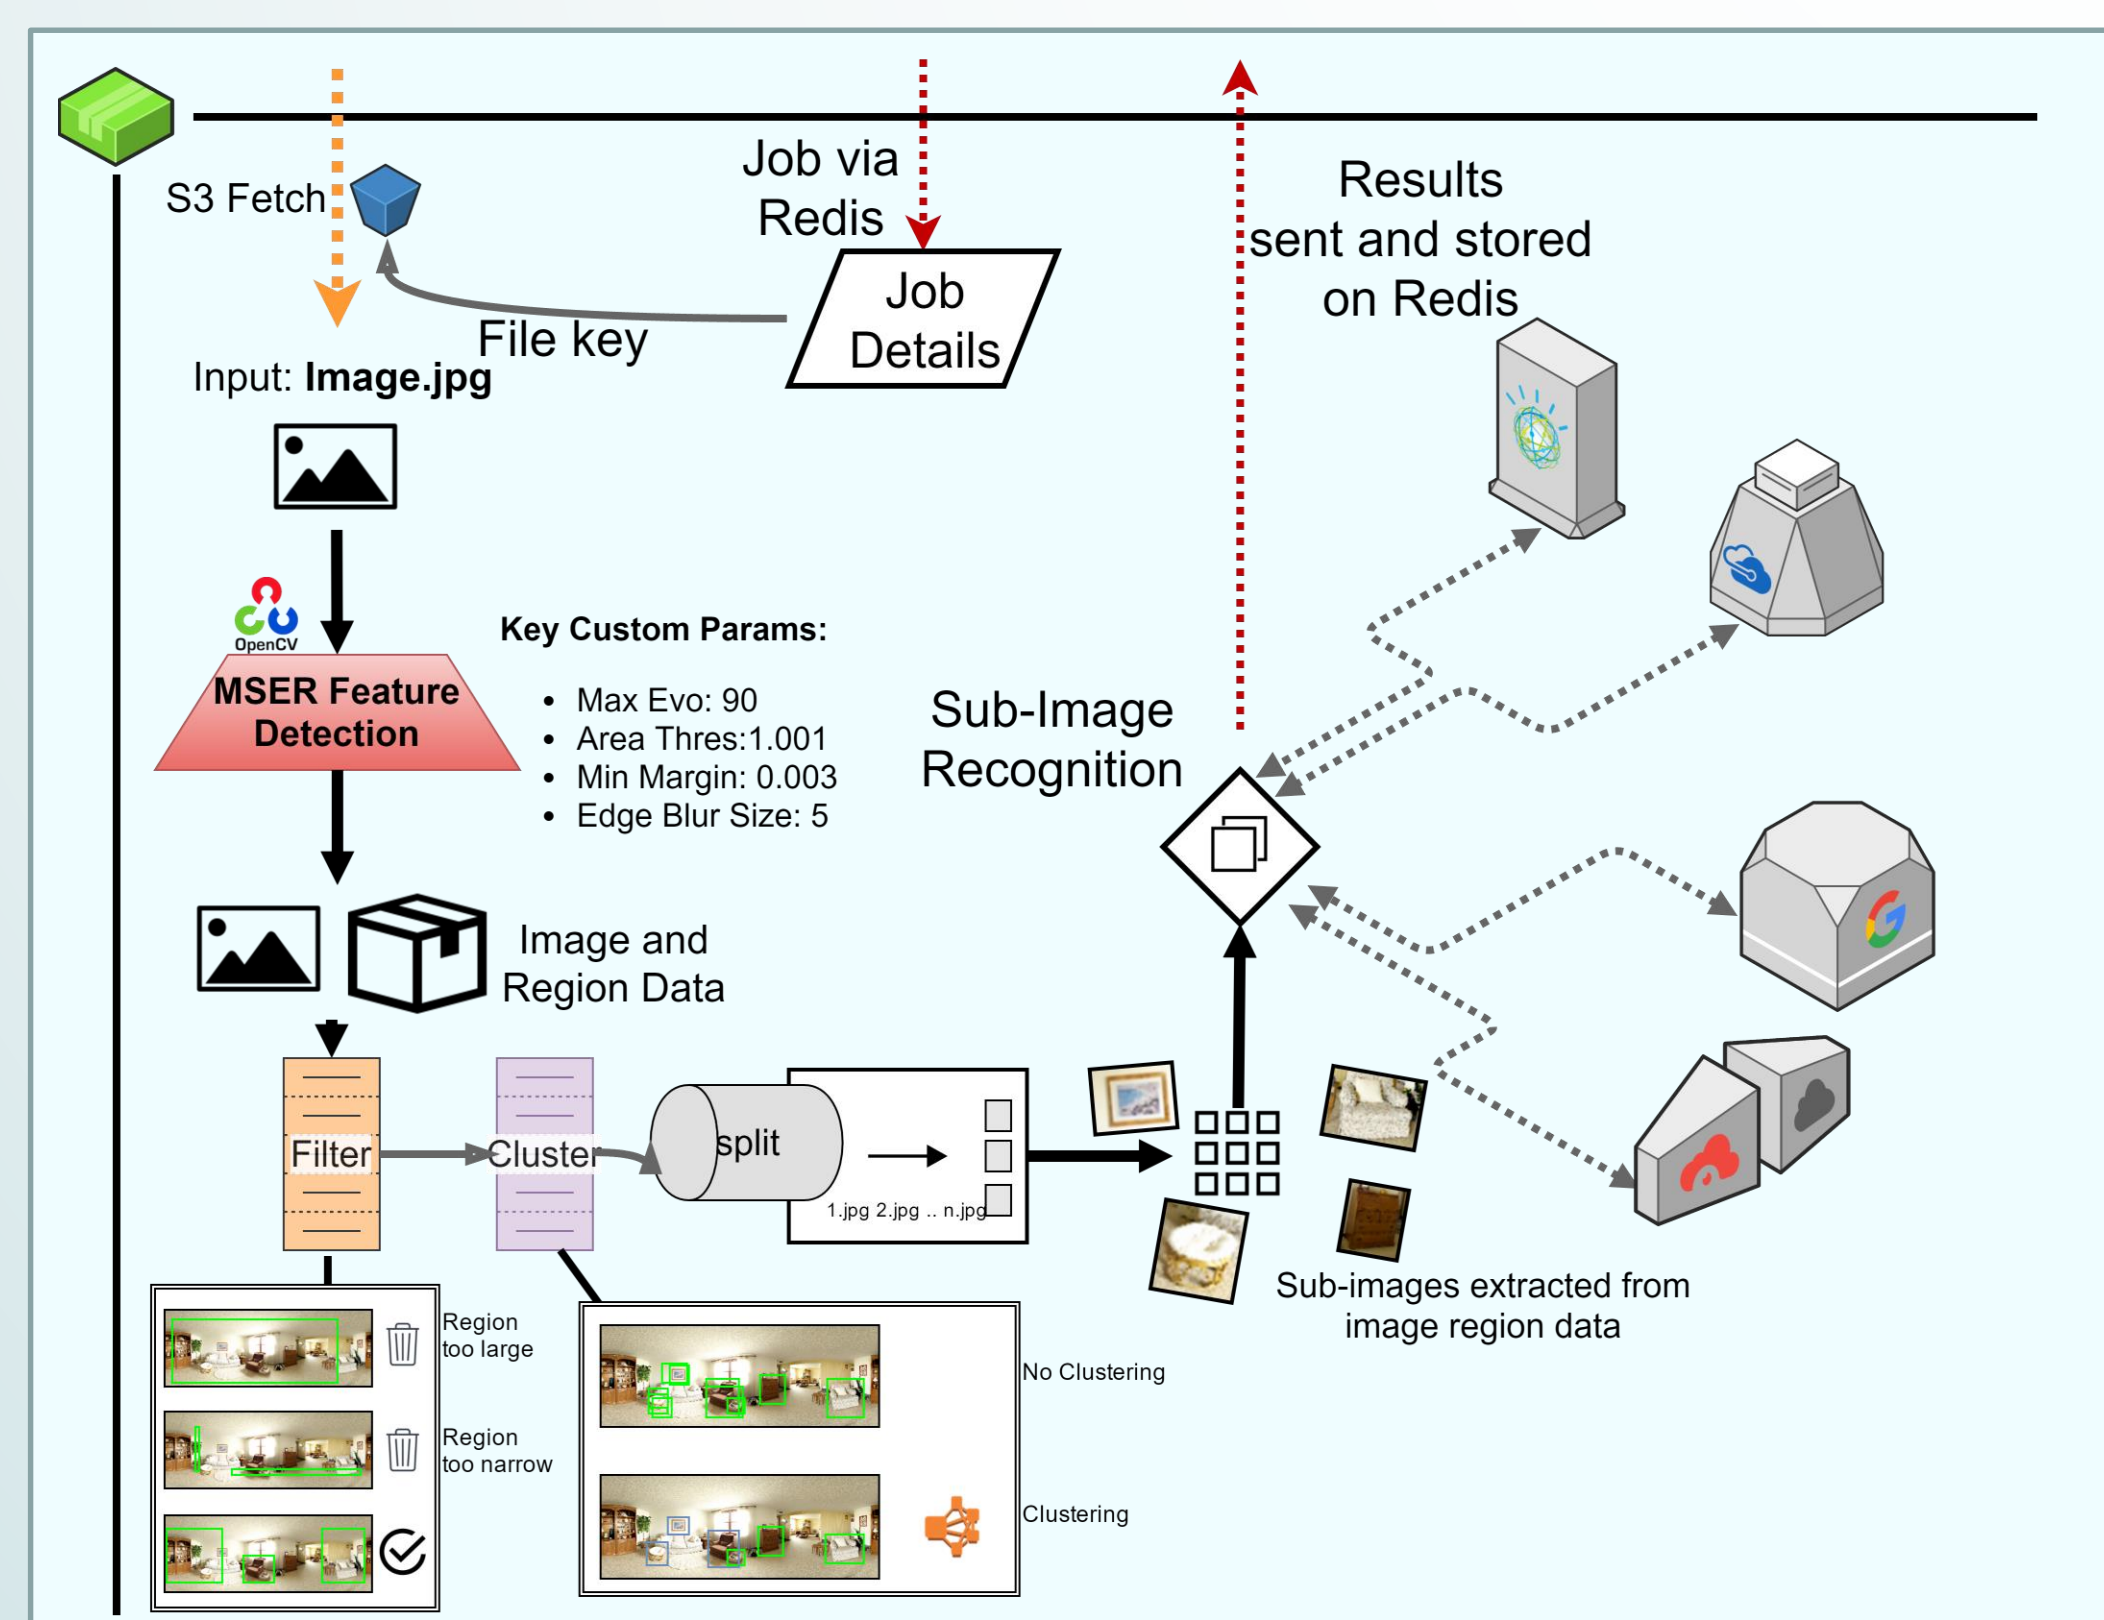 S3 Fetch
Job via
Redis
Results
sent and stored
on Redis
Job
Details
File key
Input: Image.jpg
OpenCV
MSER Feature
Detection
Key Custom Params:
• Max Evo: 90
• Area Thres:1.001
• Min Margin: 0.003
• Edge Blur Size: 5
Sub-Image
Recognition
Image and
Region Data
Filter
Cluster
split
1.jpg 2.jpg .. n.jpg
Sub-images extracted from
image region data
Region
too large
Region
too narrow
No Clustering
Clustering